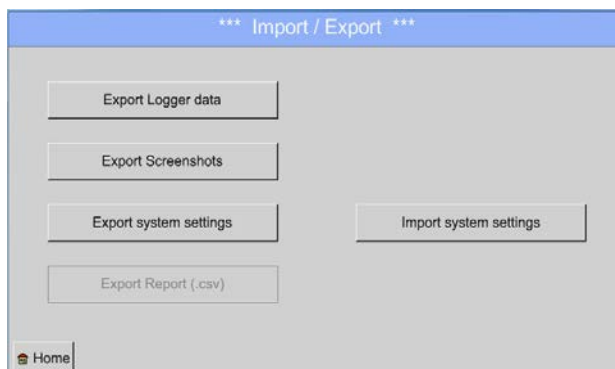 *** Import / Export ***
Export Logger data
Export Screenshots
Export system settings
Import system settings
Export Report (.csv)
Home